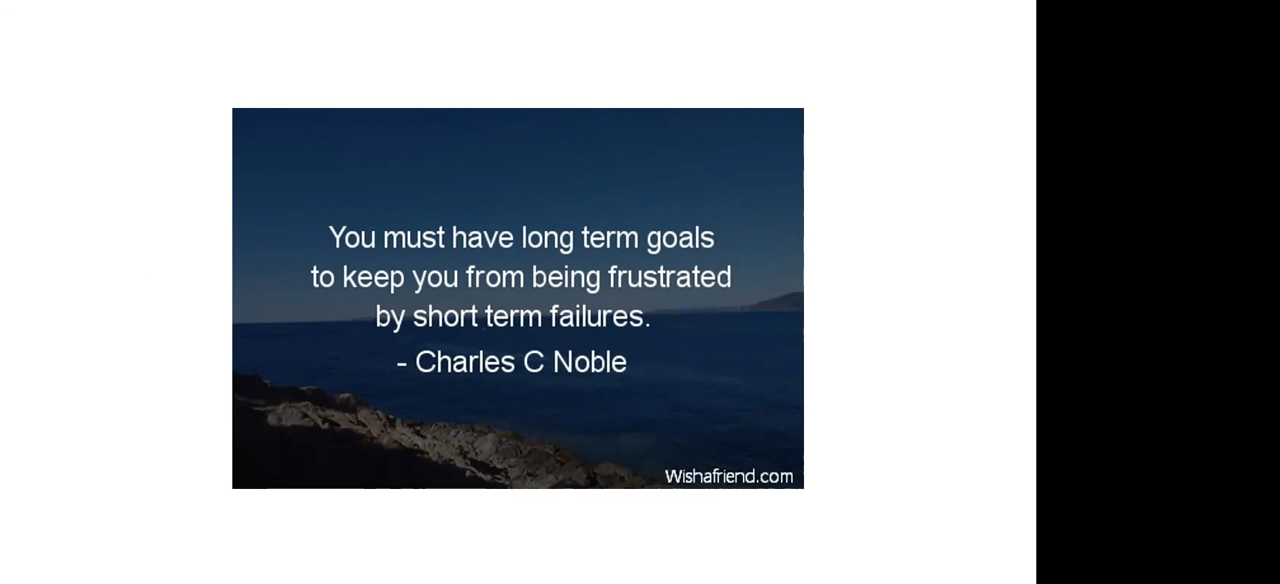 You must have long term goals
to keep you from being frustrated
by short term failures.
- Charles C Noble
Wishafriend.com